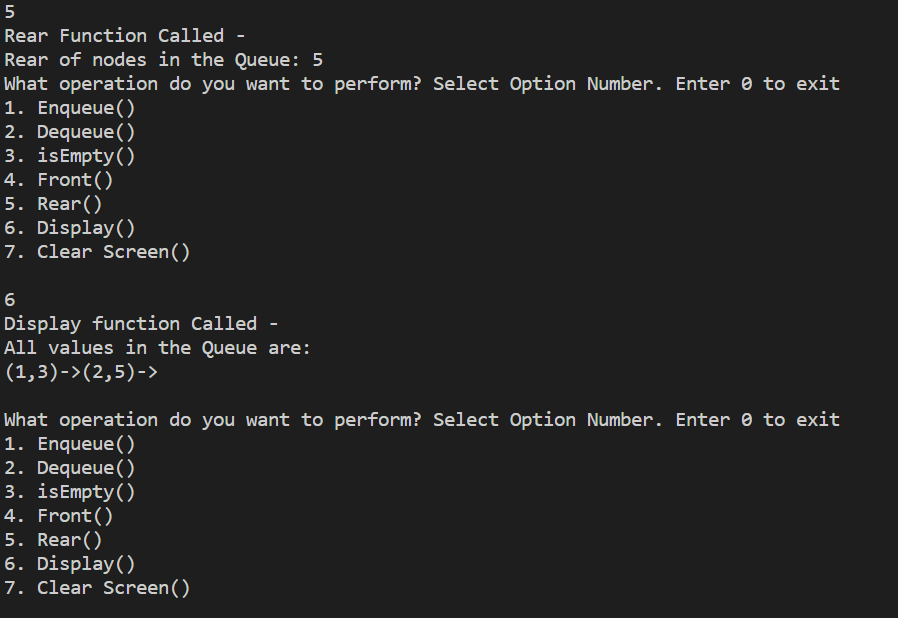 5
Rear Function Called -
Rear of nodes in the Queue: 5
What operation do you want to perform? Select Option Number. Enter 0 to exit
1. Enqueue()
2. Dequeue()
3. isEmpty()
4. Front()
5. Rear()
6. Display()
7. Clear Screen()

6
Display function Called -
All values in the Queue are:
(1,3)->(2,5)->

What operation do you want to perform? Select Option Number. Enter 0 to exit
1. Enqueue()
2. Dequeue()
3. isEmpty()
4. Front()
5. Rear()
6. Display()
7. Clear Screen()